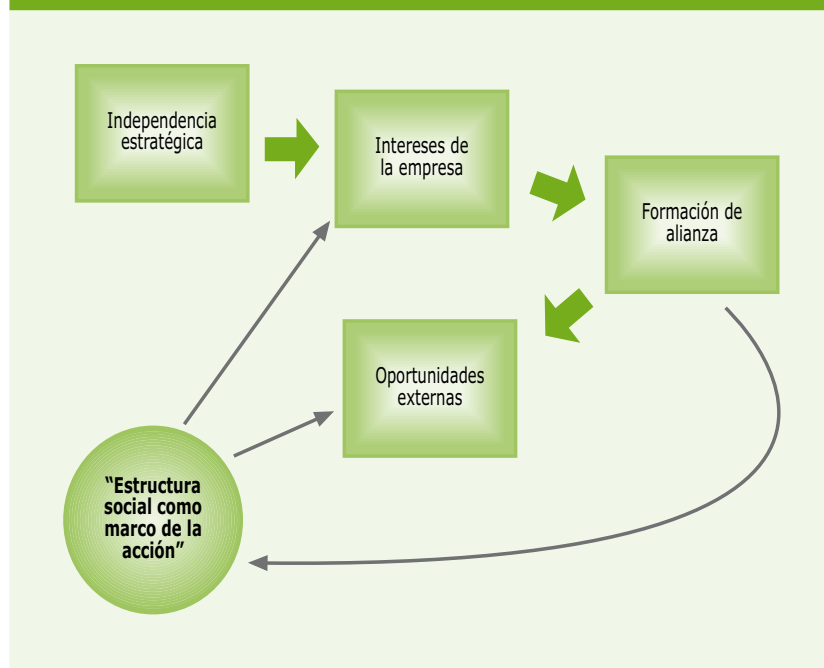 Independencia
estratégica
Intereses de
la empresa
Formación de
alianza
Oportunidades
externas
“Estructura
social como
marco de la
acción”